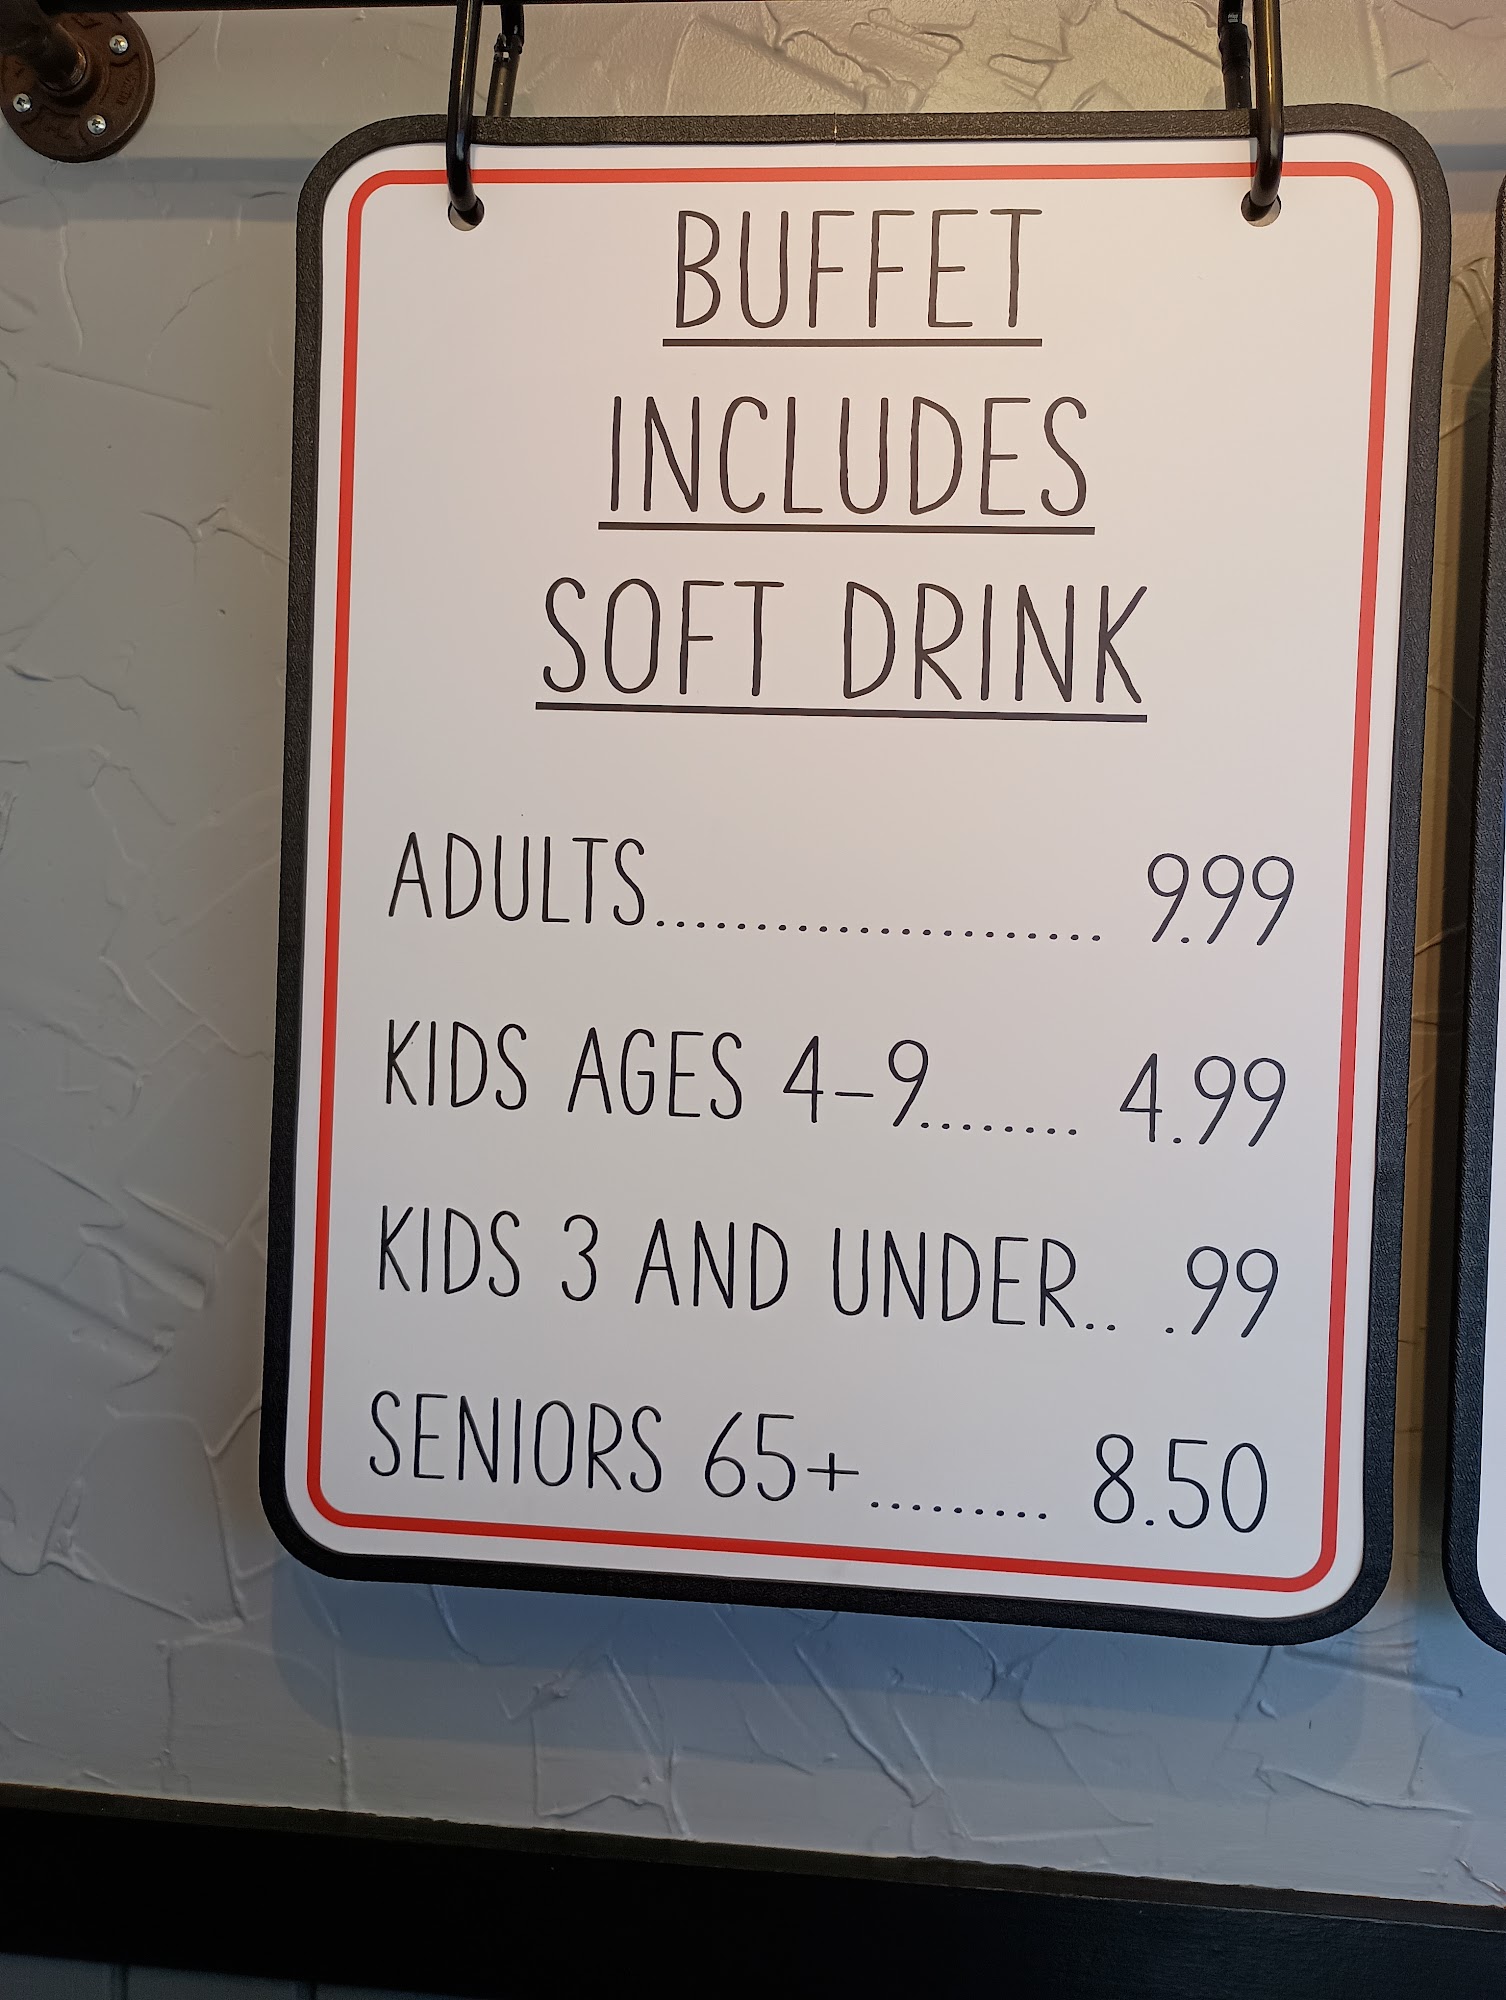 BUFFET
INCLUDES
SOFT DRINK
ADULTS...................... 9.99
KIDS AGES 4-9........ 4.99
KIDS 3 AND UNDER.. .99
SENIORS 65+......... 8.50